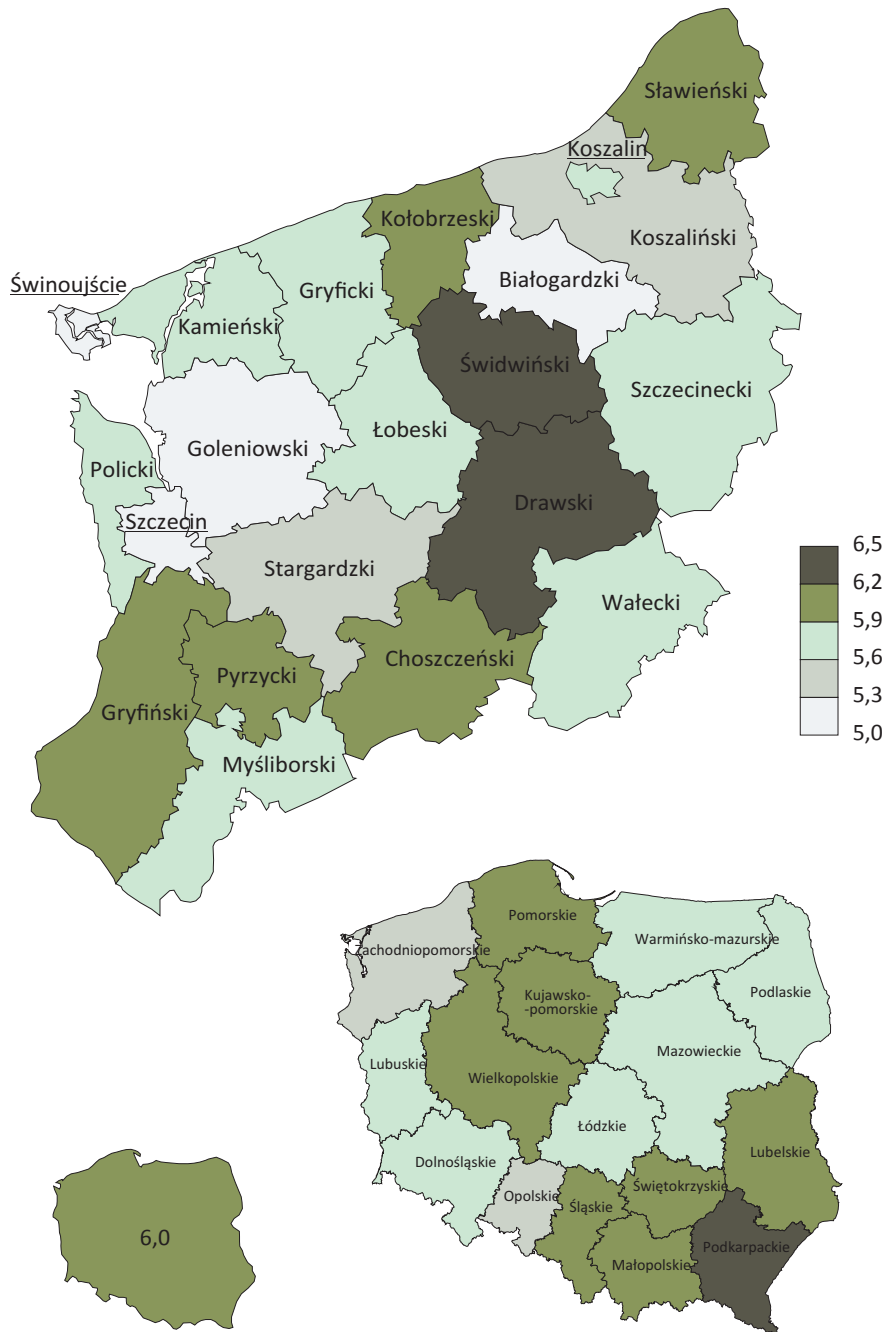 Sławieński
Koszalin
Kołobrzeski
Koszaliński
Białogardzki
Świnoujście
Gryficki
Kamieński
Świdwiński
Szczecinecki
Łobeski
Goleniowski
Policki
Drawski
Szczecin
Stargardzki
Wałecki
Choszczeński
Pyrzycki
Gryfiński
Myśliborski
6,5
6,2
5,9
5,6
5,3
5,0
Pomorskie
Zachodniopomorskie
Warmińsko-mazurskie
Kujawsko-
-pomorskie
Podlaskie
Mazowieckie
Lubuskie
Wielkopolskie
Łódzkie
Dolnośląskie
Lubelskie
Opolskie
Świętokrzyskie
Śląskie
Podkarpackie
Małopolskie
6,0